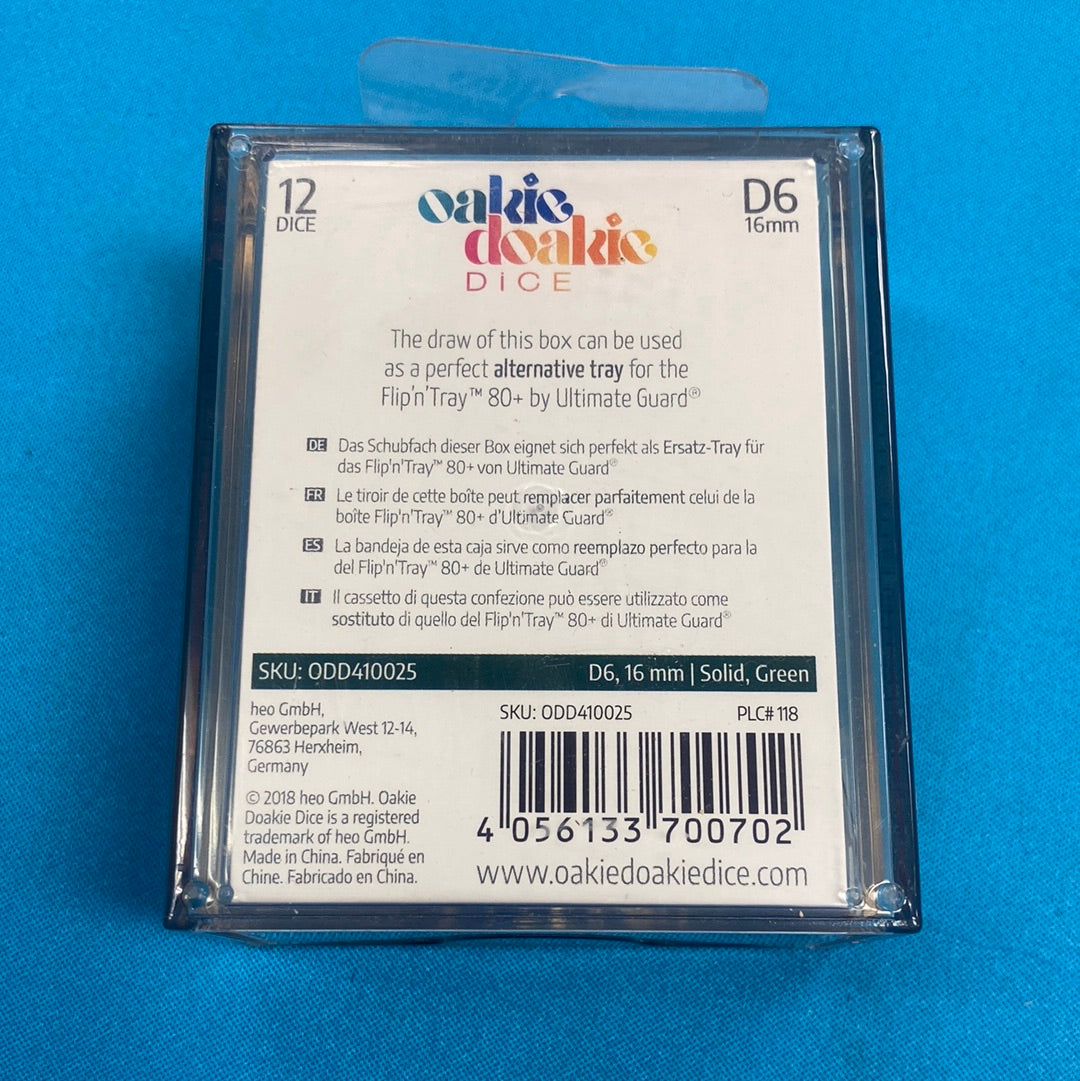 12
DICE
oakie
doakie
DiCE
D6
16mm
The draw of this box can be used
as a perfect alternative tray for the
Flip'n'Tray™ 80+ by Ultimate Guard®
DE Das Schubfach dieser Box eignet sich perfekt als Ersatz-Tray für
das Flip'n'Tray™ 80+ von Ultimate Guard®
FR Le tiroir de cette boîte peut remplacer parfaitement celui de la
boîte Flip'n'Tray™ 80+ d'Ultimate Guard®
ES La bandeja de esta caja sirve como reemplazo perfecto para la
del Flip'n'Tray™ 80+ de Ultimate Guard®
IT Il cassetto di questa confezione può essere utilizzato come
sostituto di quello del Flip'n'Tray™ 80+ di Ultimate Guard®
SKU: ODD410025 D6, 16 mm | Solid, Green
heo GmbH,
Gewerbepark West 12-14,
76863 Herxheim,
Germany
© 2018 heo GmbH. Oakie
Doakie Dice is a registered
trademark of heo GmbH.
Made in China. Fabriqué en
Chine. Fabricado en China.
SKU: ODD410025 PLC# 118
4 056133 700702
www.oakiedoakiedice.com